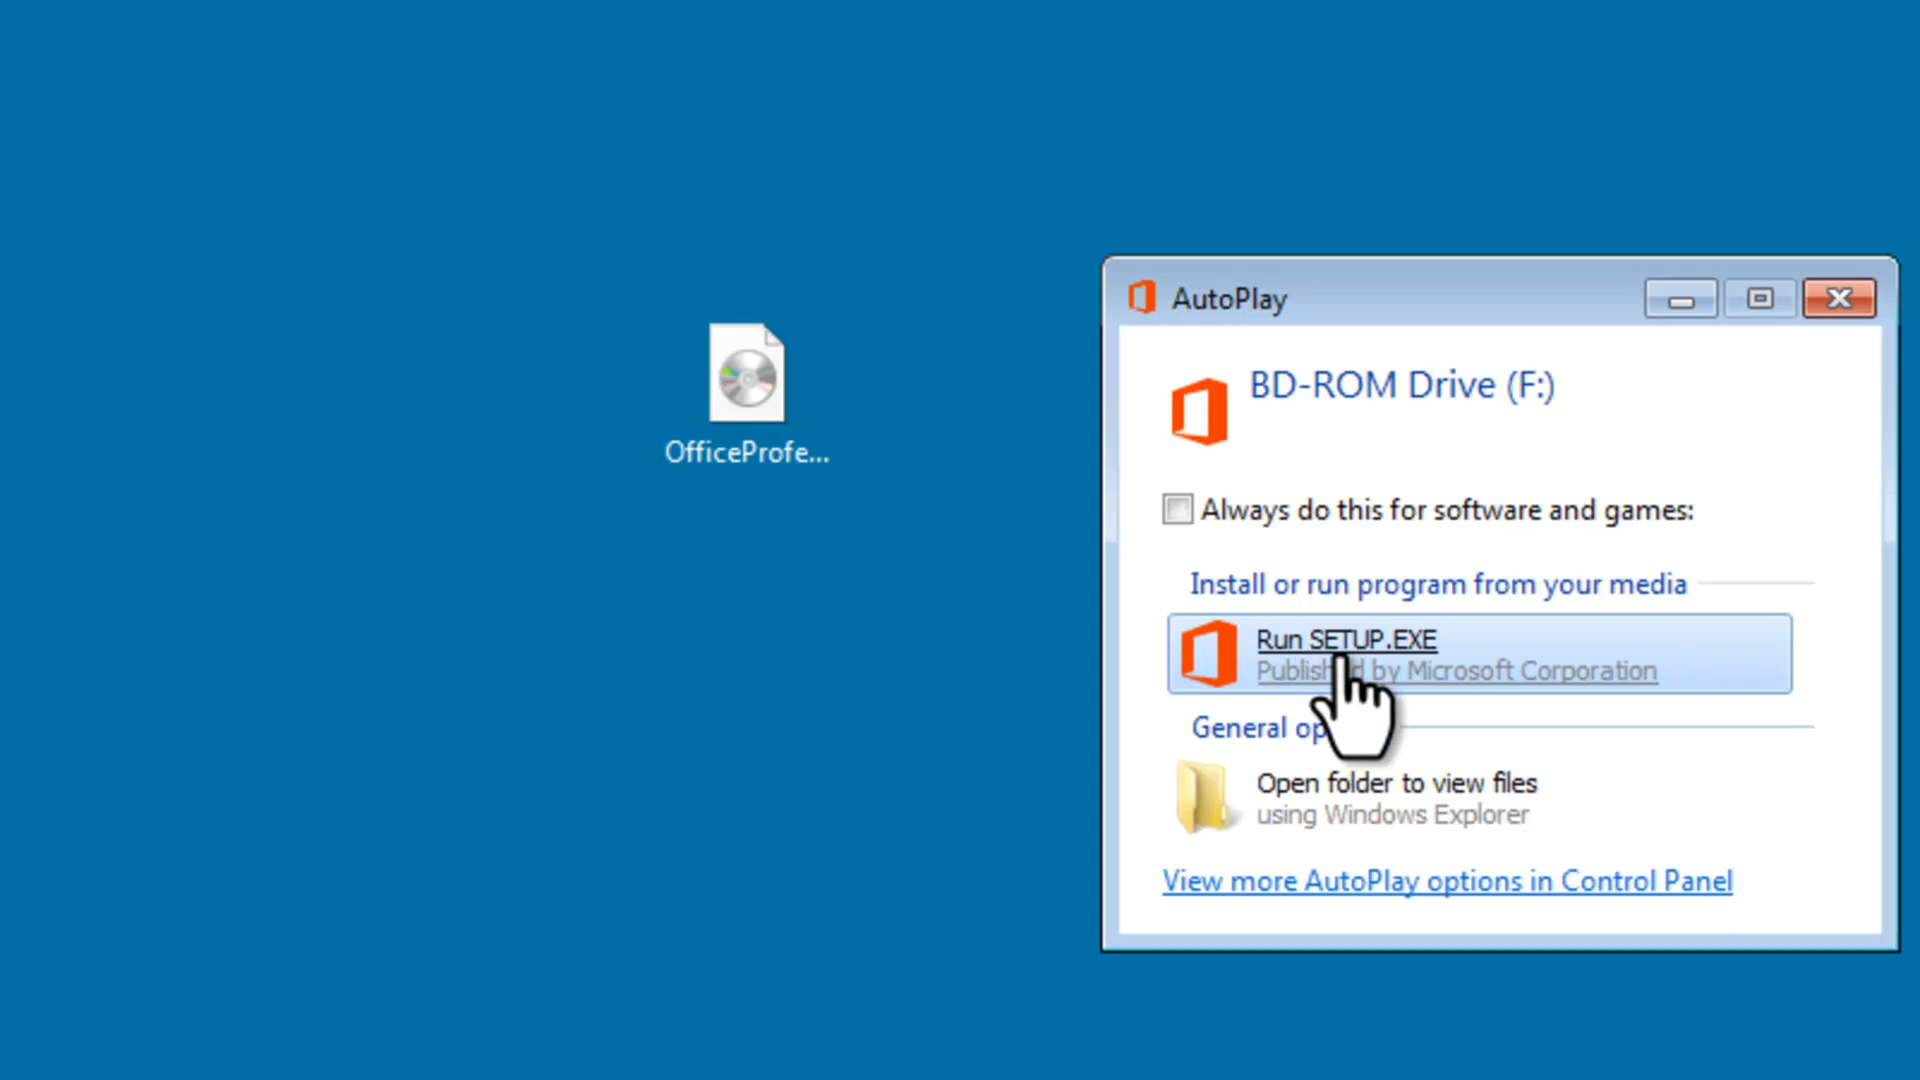 OfficeProfe...
AutoPlay
BD-ROM Drive (F:)
Always do this for software and games:
Install or run program from your media
Run SETUP.EXE
Published by Microsoft Corporation
General op
Open folder to view files
using Windows Explorer
View more AutoPlay options in Control Panel